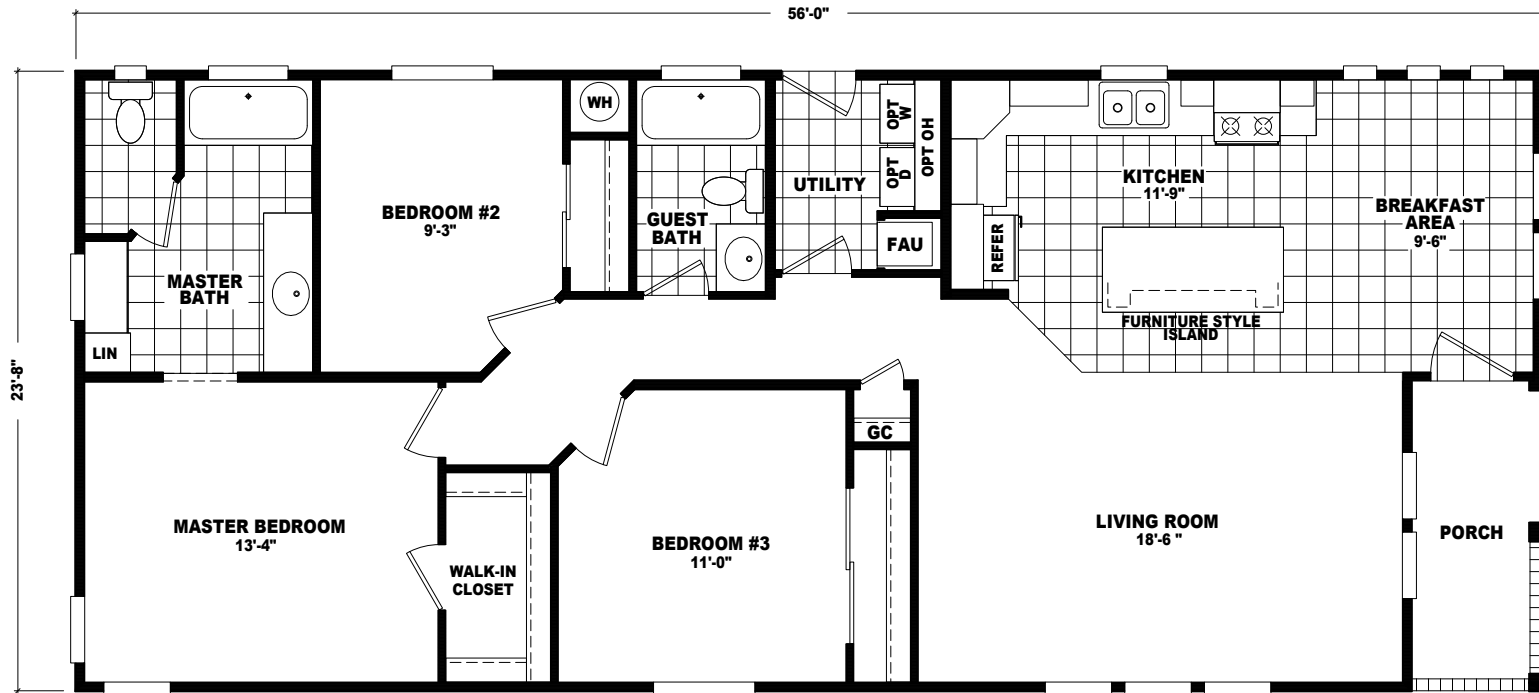 56'-0"
23'-8"
WH
OPT
W
OPT
D
OPT OH
UTILITY
FAU
KITCHEN
11'-9"
REFER
BREAKFAST
AREA
9'-6"
FURNITURE STYLE
ISLAND
BEDROOM #2
9'-3"
GUEST
BATH
MASTER
BATH
LIN
GC
MASTER BEDROOM
13'-4"
WALK-IN
CLOSET
BEDROOM #3
11'-0"
LIVING ROOM
18'-6 "
PORCH